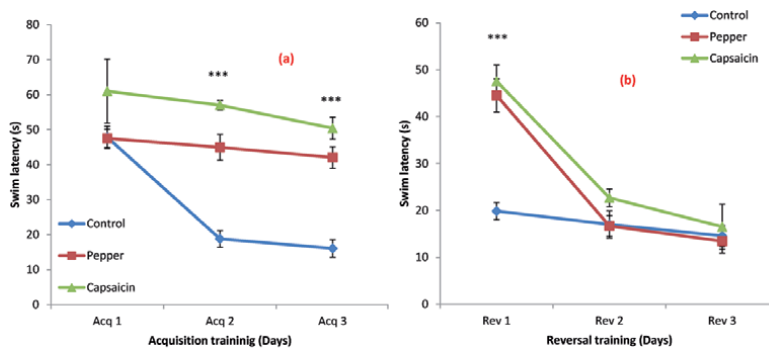 80
70
60
50
40
30
20
10
0
Swim latency (s)
***
***
(a)
Control
Pepper
Capsaicin
Acq 1 Acq 2 Acq 3
Acquisition traininig (Days)
60
50
40
30
20
10
0
Swim latency (s)
***
(b)
Control
Pepper
Capsaicin
Rev 1 Rev 2 Rev 3
Reversal training (Days)